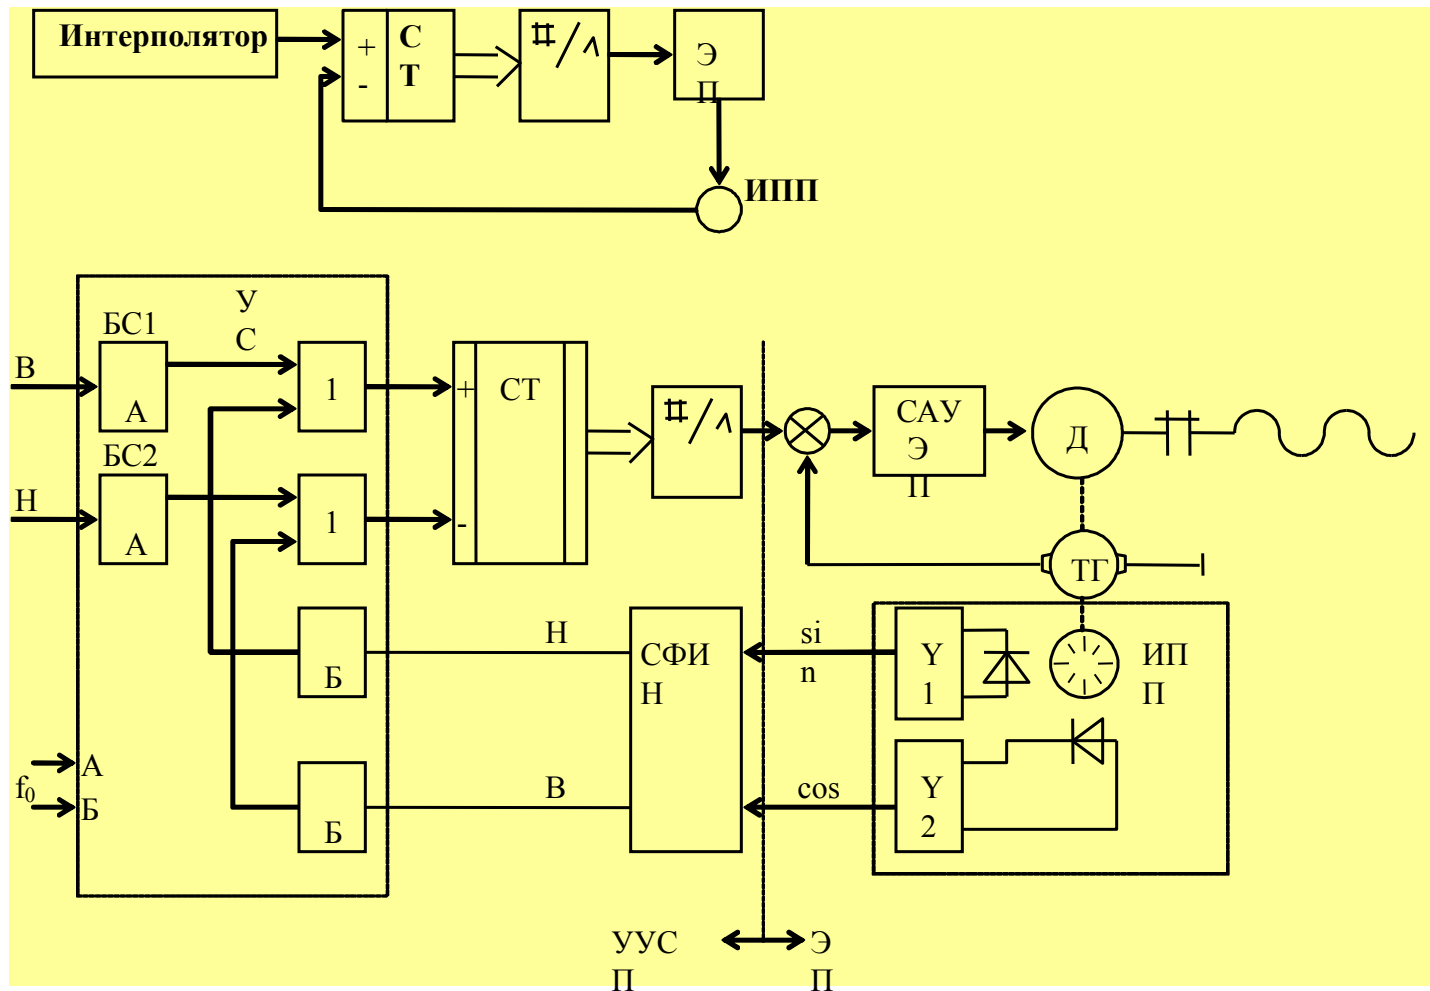 Интерполятор
+
-
С
Т
#/^
Э
П
ИПП
У
С
БС1
А
В
БС2
А
Н
1
1
+
-
СТ
#/^
САУ
Э
П
Д
ТГ
Б
Н
СФИ
Н
si
n
Y
1
ИП
П
А
f₀
Б
Б
В
cos
Y
2
УУС
П
Э
П